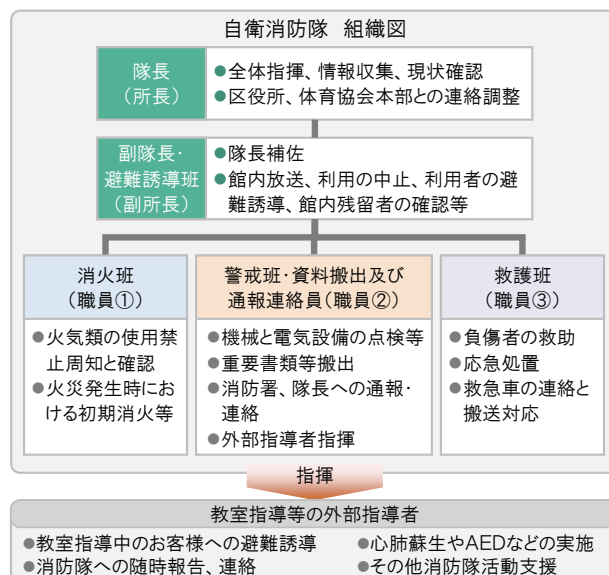 自衛消防隊 組織図
隊長
（所長）
●全体指揮、情報収集、現状確認
●区役所、体育協会本部との連絡調整
副隊長・
避難誘導班
（副所長）
●隊長補佐
●館内放送、利用の中止、利用者の避
難誘導、館内残留者の確認等
消火班
（職員①）
●火気類の使用禁
止周知と確認
●火災発生時にお
ける初期消火等
警戒班・資料搬出及び
通報連絡員（職員②）
●機械と電気設備の点検等
●重要書類等搬出
●消防署、隊長への通報・
連絡
●外部指導者指揮
救護班
（職員③）
●負傷者の救助
●応急処置
●救急車の連絡と
搬送対応
指揮
教室指導等の外部指導者
●教室指導中のお客様への避難誘導
●消防隊への随時報告、連絡
●心肺蘇生やAEDなどの実施
●その他消防隊活動支援